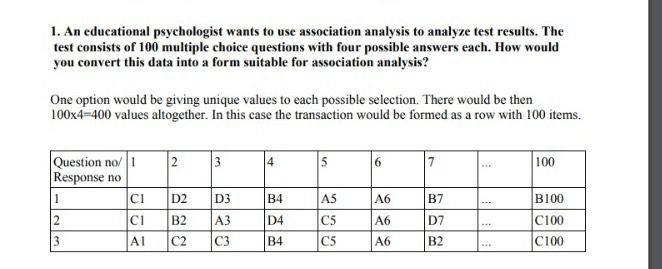 1. An educational psychologist wants to use association analysis to analyze test results. The
test consists of 100 multiple choice questions with four possible answers each. How would
you convert this data into a form suitable for association analysis?
One option would be giving unique values to each possible selection. There would be then
100x4=400 values altogether. In this case the transaction would be formed as a row with 100 items.
Question no/ 1 2 3 4 5 6 7 ... 100
Response no
1 C1 D2 D3 B4 A5 A6 B7 ... B100
2 C1 B2 A3 D4 C5 A6 D7 ... C100
3 A1 C2 C3 B4 C5 A6 B2 ... C100